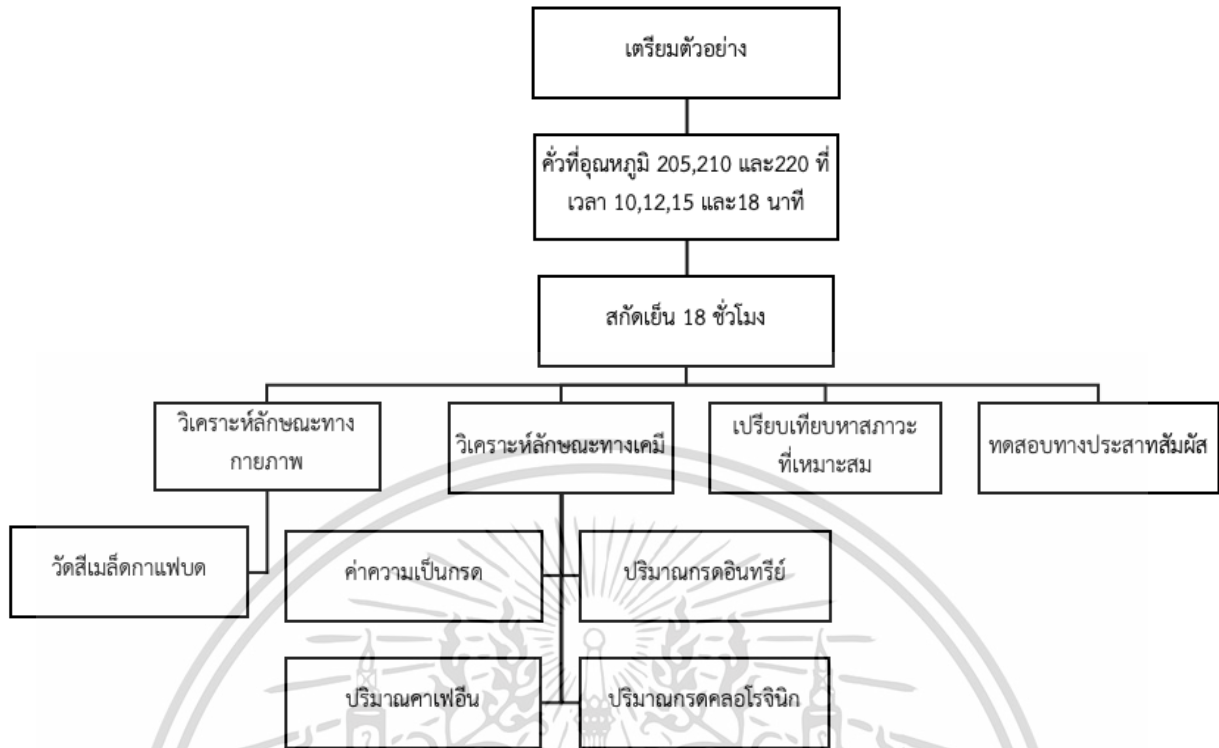 เตรียมตัวอย่าง
คั่วที่อุณหภูมิ 205,210 และ220 ที่
เวลา 10,12,15 และ18 นาที
สกัดเย็น 18 ชั่วโมง
วิเคราะห์ลักษณะทาง
กายภาพ
วิเคราะห์ลักษณะทางเคมี
เปรียบเทียบหาสภาวะ
ที่เหมาะสม
ทดสอบทางประสาทสัมผัส
วัดสีเมล็ดกาแฟบด
ค่าความเป็นกรด
ปริมาณกรดอินทรีย์
ปริมาณคาเฟอีน
ปริมาณกรดคลอโรจินิก